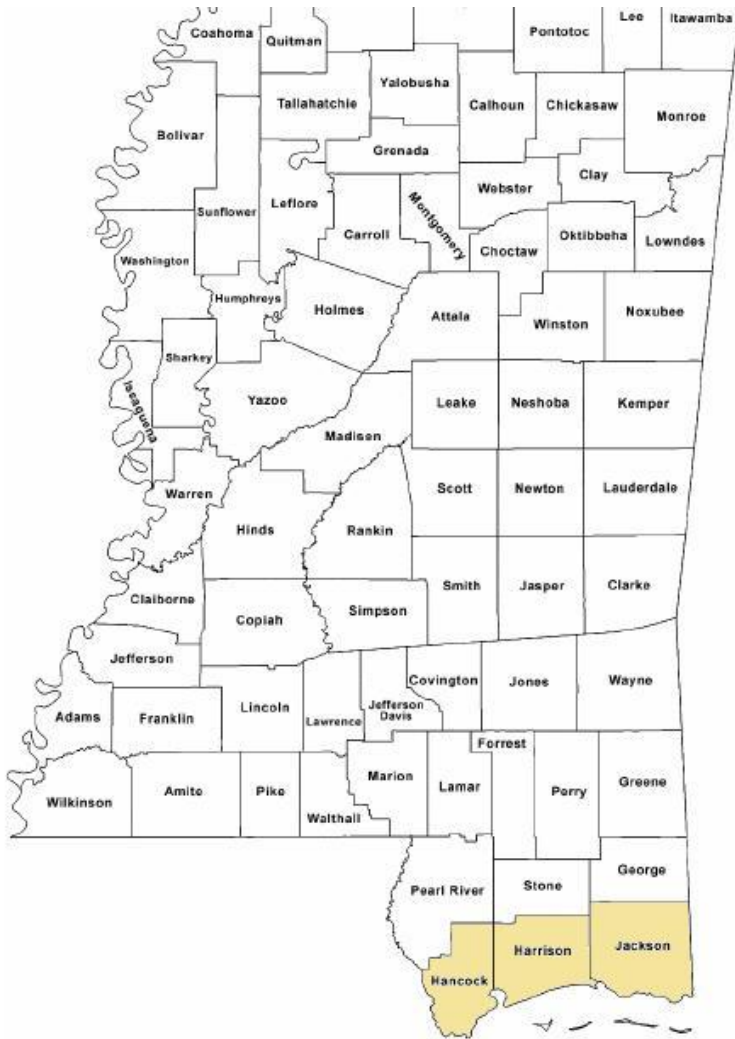 Coahoma
Quitman
Pontotoc
Lee
Itawamba
Tallahatchie
Yalobusha
Calhoun
Chickasaw
Monroe
Bolivar
Grenada
Clay
Webster
Sunflower
Leflore
Montgomery
Carroll
Choctaw
Oktibbeha
Lowndes
Washington
Humphreys
Holmes
Attala
Winston
Noxubee
Sharkey
Issaquena
Yazoo
Leake
Neshoba
Kemper
Madison
Warren
Scott
Newton
Lauderdale
Hinds
Rankin
Smith
Jasper
Clarke
Claiborne
Copiah
Simpson
Jefferson
Covington
Jones
Wayne
Adams
Franklin
Lincoln
Lawrence
Jefferson
Davis
Forrest
Wilkinson
Amite
Pike
Walthall
Marion
Lamar
Perry
Greene
Pearl River
Stone
George
Hancock
Harrison
Jackson